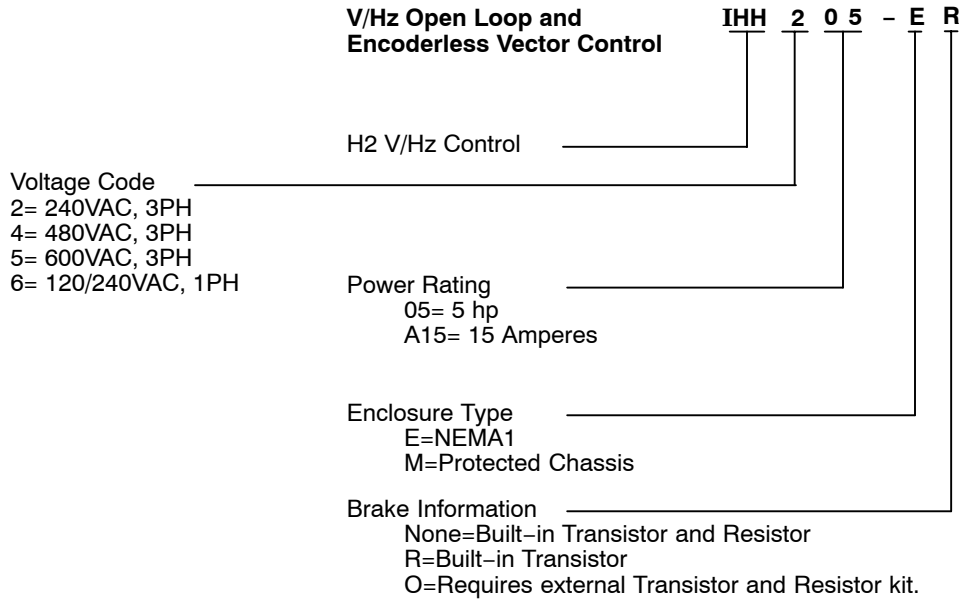 V/Hz Open Loop and
Encoderless Vector Control
IHH 2 0 5 − E R
H2 V/Hz Control
Voltage Code
2= 240VAC, 3PH
4= 480VAC, 3PH
5= 600VAC, 3PH
6= 120/240VAC, 1PH
Power Rating
05= 5 hp
A15= 15 Amperes
Enclosure Type
E=NEMA1
M=Protected Chassis
Brake Information
None=Built−in Transistor and Resistor
R=Built−in Transistor
O=Requires external Transistor and Resistor kit.